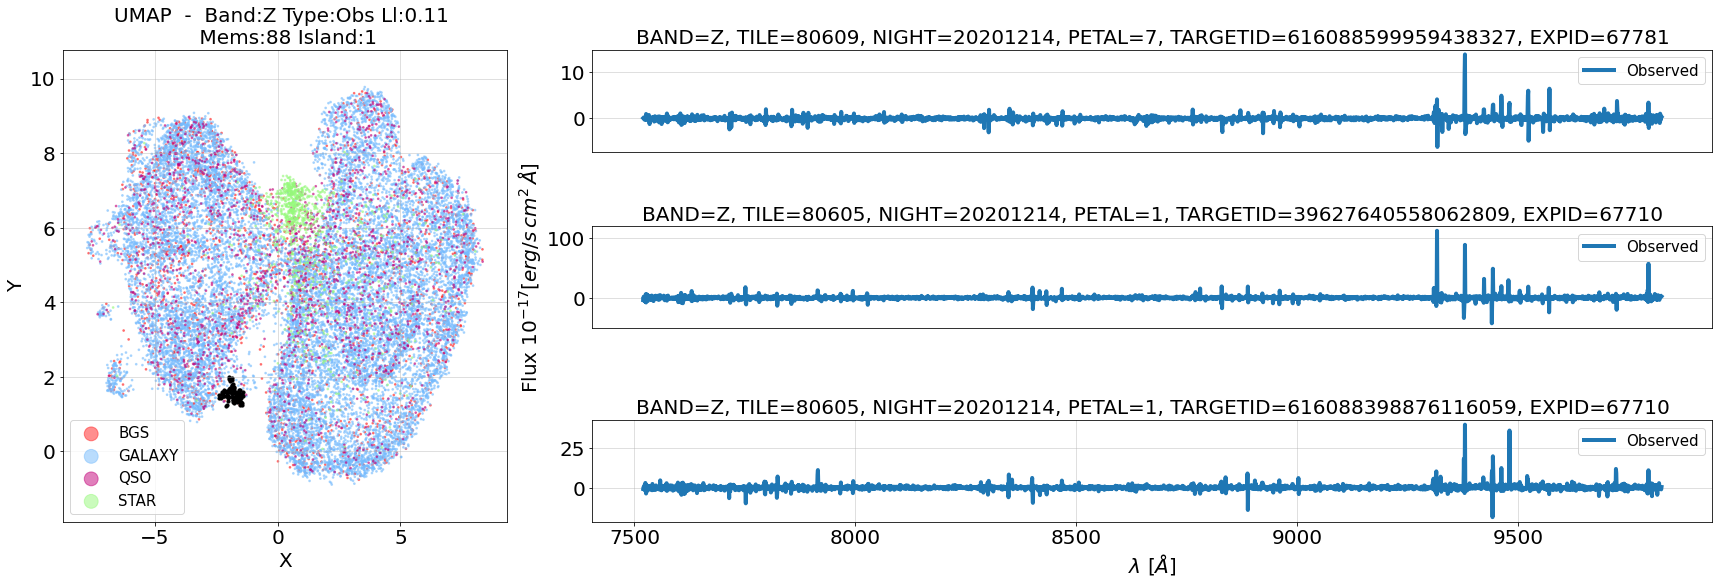 UMAP - Band:Z Type:Obs Ll:0.11
Mems:88 Island:1
10
8
6
4
2
0
Y
BGS
GALAXY
QSO
STAR
−5
0
5
X
BAND=Z, TILE=80609, NIGHT=20201214, PETAL=7, TARGETID=616088599959438327, EXPID=67781
10
0
Observed
Flux 10⁻¹⁷[erg/s cm² Å]
BAND=Z, TILE=80605, NIGHT=20201214, PETAL=1, TARGETID=39627640558062809, EXPID=67710
100
0
Observed
BAND=Z, TILE=80605, NIGHT=20201214, PETAL=1, TARGETID=616088398876116059, EXPID=67710
25
0
Observed
7500
8000
8500
9000
9500
λ [Å]